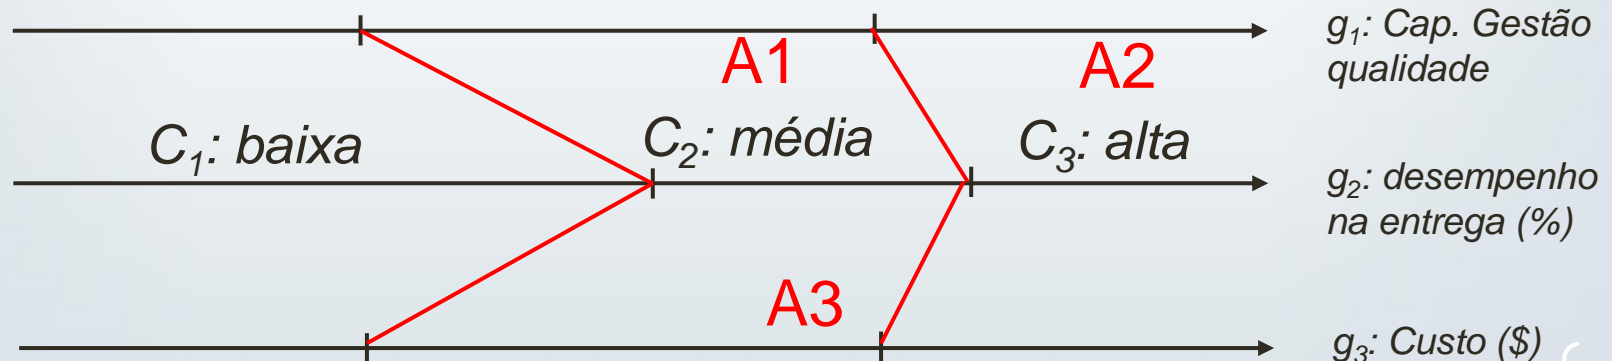 g1: Cap. Gestão
qualidade
A1
A2
C1: baixa
C2: média
C3: alta
g2: desempenho
na entrega (%)
A3
g3: Custo ($)